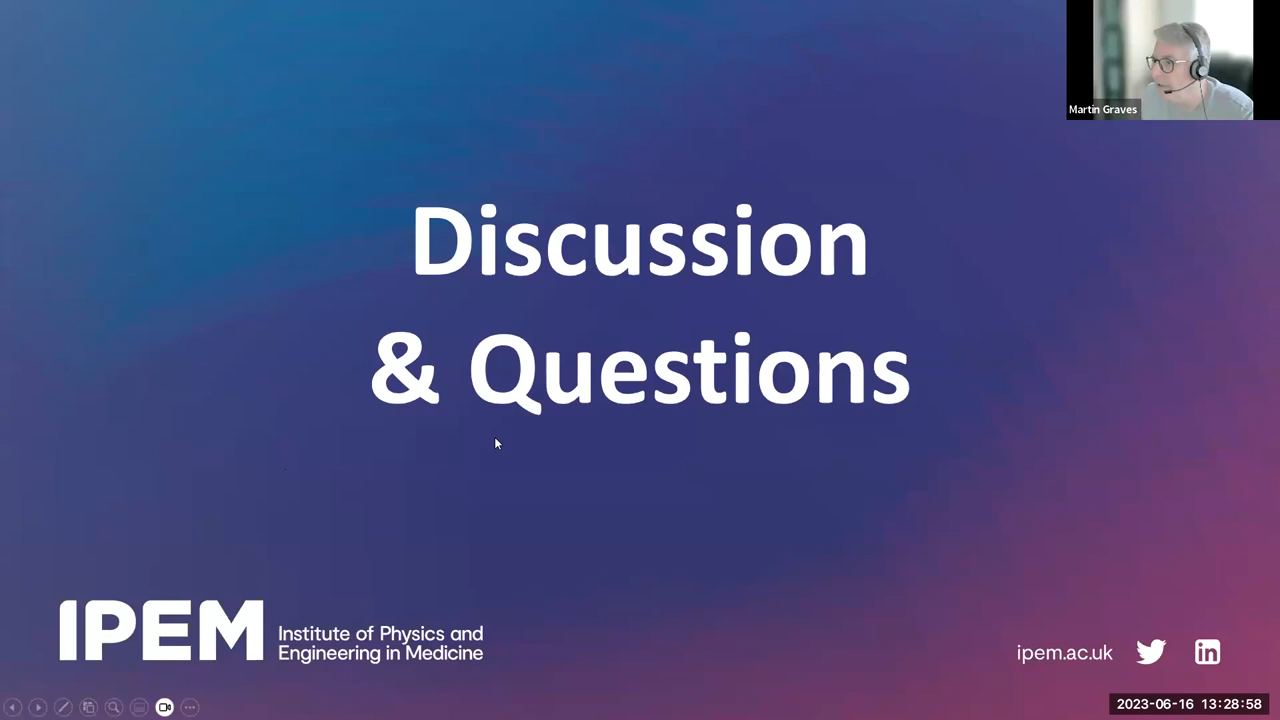 Martin Graves
Discussion
& Questions
IPEM
Institute of Physics and
Engineering in Medicine
ipem.ac.uk
in
2023-06-16 13:28:58